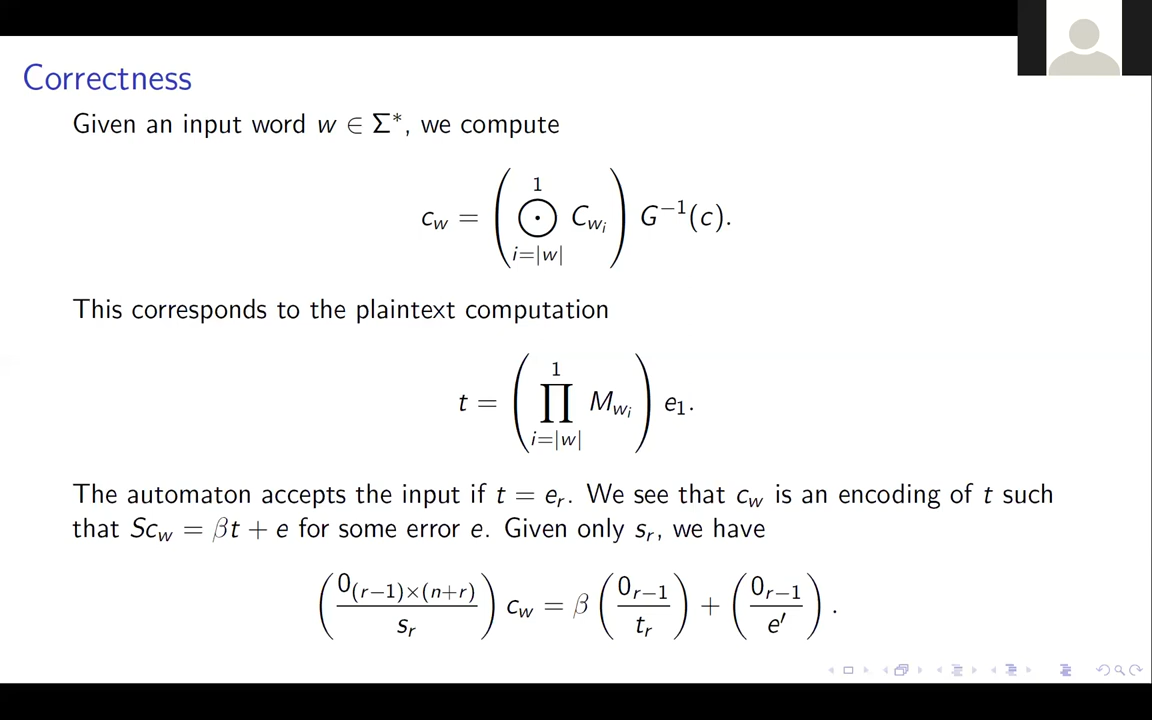 Correctness
Given an input word w ∈ Σ*, we compute
c_w = ( ⨀_{i=|w|}^{1} C_{w_i} ) G^{-1}(c).
This corresponds to the plaintext computation
t = ( ∏_{i=|w|}^{1} M_{w_i} ) e_1.
The automaton accepts the input if t = e_r. We see that c_w is an encoding of t such
that Sc_w = βt + e for some error e. Given only s_r, we have
( 0_{(r−1)×(n+r)} / s_r ) c_w = β ( 0_{r−1} / t_r ) + ( 0_{r−1} / e′ ) .